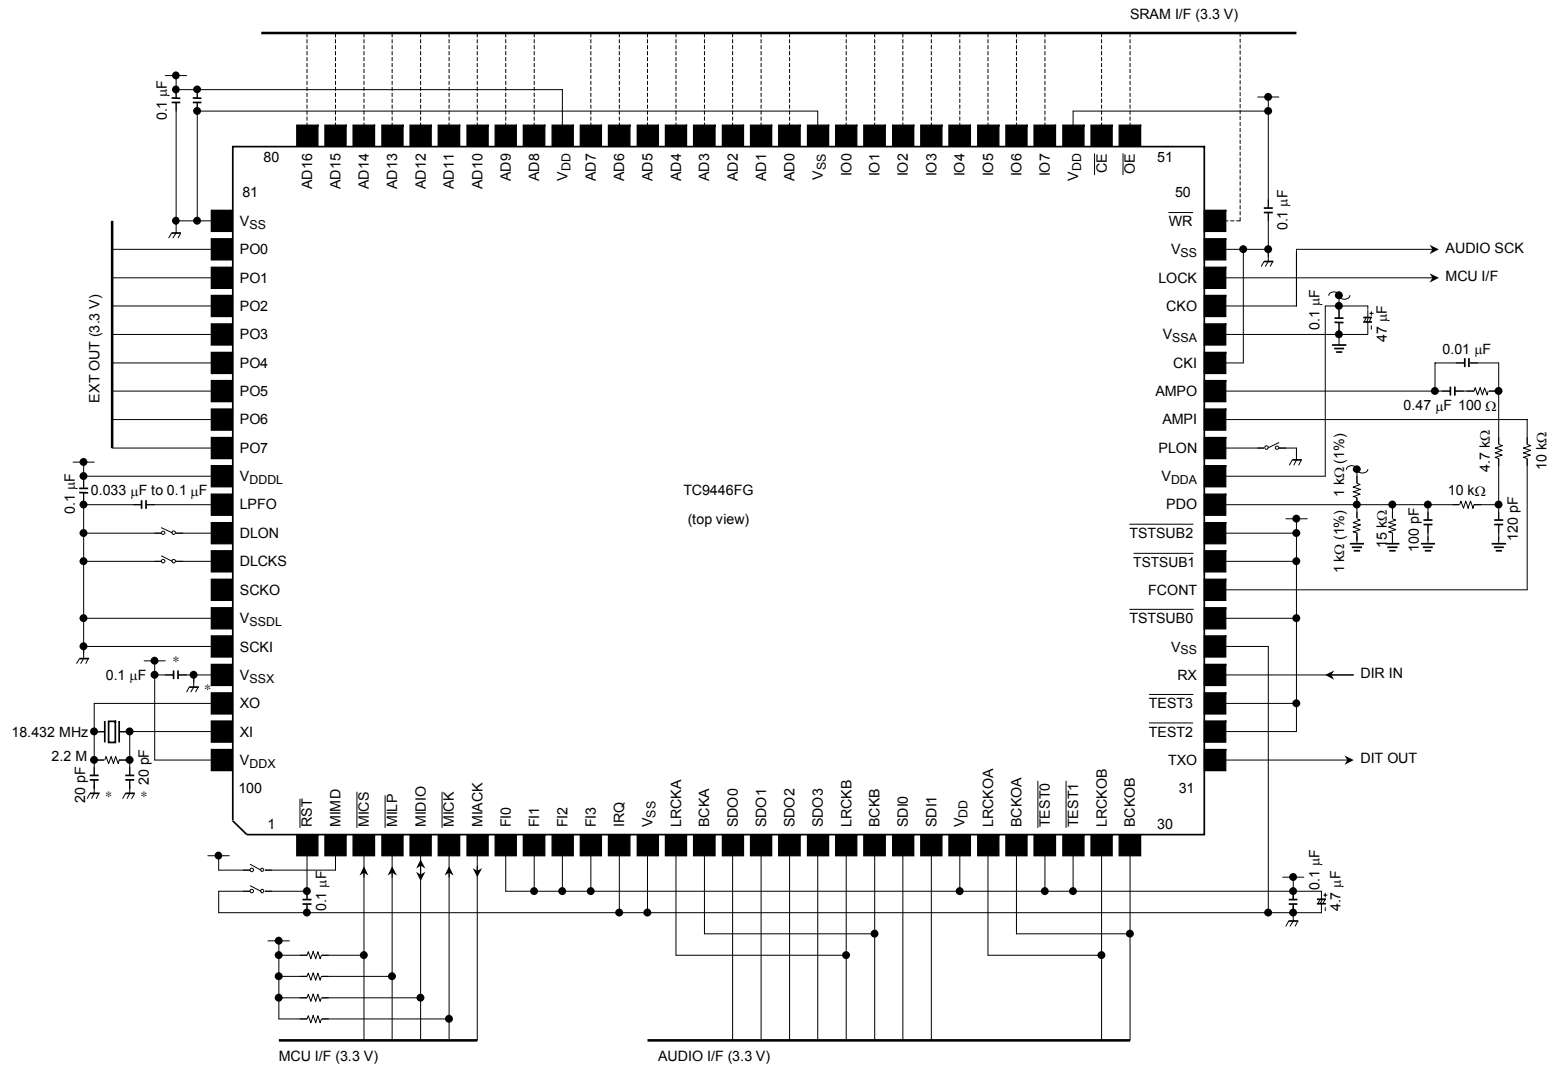 SRAM I/F (3.3 V)
0.1 μF
80
AD16
AD15
AD14
AD13
AD12
AD11
AD10
AD9
AD8
VDD
AD7
AD6
AD5
AD4
AD3
AD2
AD1
AD0
VSS
IO0
IO1
IO2
IO3
IO4
IO5
IO6
IO7
VDD
CE
OE
51
81
VSS
PO0
PO1
PO2
PO3
PO4
PO5
PO6
PO7
VDDDL
LPFO
DLON
DLCKS
SCKO
VSSDL
SCKI
VSSX
XO
XI
VDDX
100
EXT OUT (3.3 V)
0.1 μF
0.033 μF to 0.1 μF
0.1 μF
*
*
18.432 MHz
2.2 M
20 pF
*
20 pF
*
TC9446FG
(top view)
50
WR
VSS
LOCK
CKO
VSSA
CKI
AMPO
AMPI
PLON
VDDA
PDO
TSTSUB2
TSTSUB1
FCONT
TSTSUB0
VSS
RX
TEST3
TEST2
TXO
31
0.1 μF
AUDIO SCK
MCU I/F
0.1 μF
47 μF
0.01 μF
0.47 μF
100 Ω
4.7 kΩ
10 kΩ
1 kΩ (1%)
1 kΩ (1%)
15 kΩ
100 pF
10 kΩ
120 pF
DIR IN
DIT OUT
1
RST
MIMD
MICS
MILP
MIDIO
MICK
MIACK
FI0
FI1
FI2
FI3
IRQ
VSS
LRCKA
BCKA
SDO0
SDO1
SDO2
SDO3
LRCKB
BCKB
SDI0
SDI1
VDD
LRCKOA
BCKOA
TEST0
TEST1
LRCKOB
BCKOB
30
0.1 μF
0.1 μF
4.7 μF
MCU I/F (3.3 V)
AUDIO I/F (3.3 V)